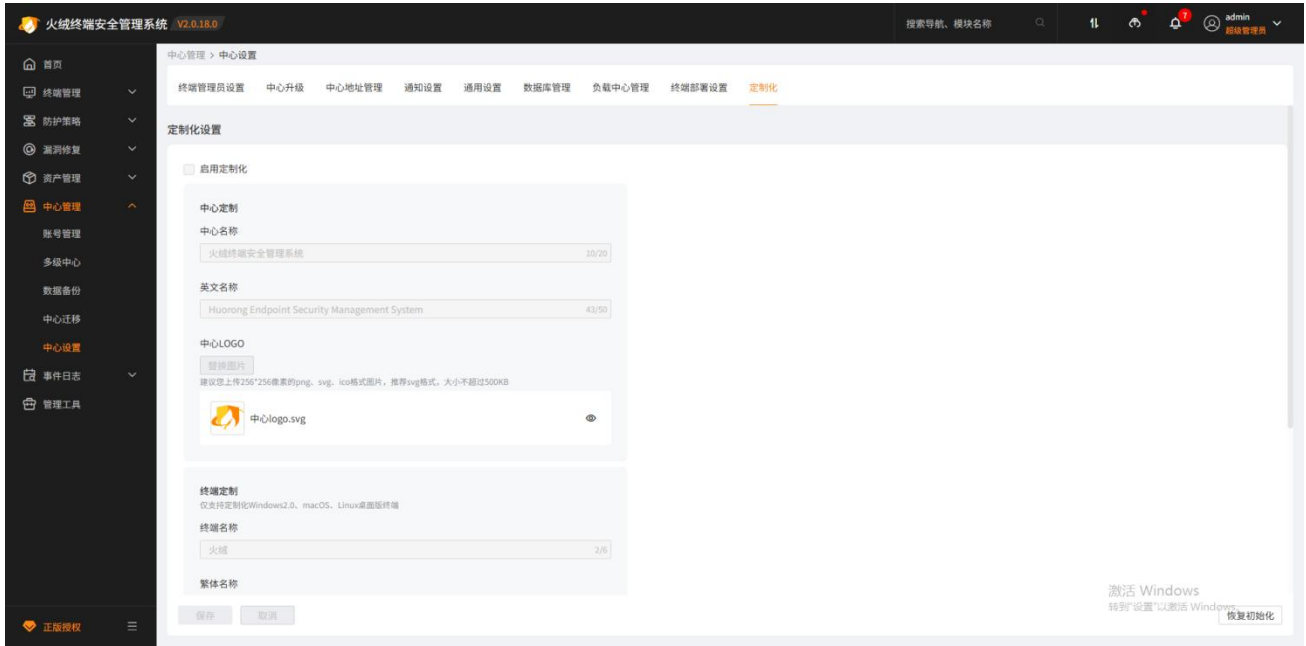 火绒终端安全管理系统 V2.0.18.0
搜索导航、模块名称
7
admin
超级管理员
首页
终端管理
防护策略
漏洞修复
资产管理
中心管理
账号管理
多级中心
数据备份
中心迁移
中心设置
事件日志
管理工具
正版授权
中心管理 > 中心设置
终端管理员设置 中心升级 中心地址管理 通知设置 通用设置 数据库管理 负载中心管理 终端部署设置 定制化
定制化设置
启用定制化
中心定制
中心名称
火绒终端安全管理系统 10/20
英文名称
Huorong Endpoint Security Management System 43/50
中心LOGO
替换图片
建议您上传256*256像素的png、svg、ico格式图片，推荐svg格式，大小不超过500KB
中心logo.svg
终端定制
仅支持定制化Windows2.0、macOS、Linux桌面版终端
终端名称
火绒 2/6
繁体名称
保存 取消
激活 Windows
转到"设置"以激活 Windows。
恢复初始化